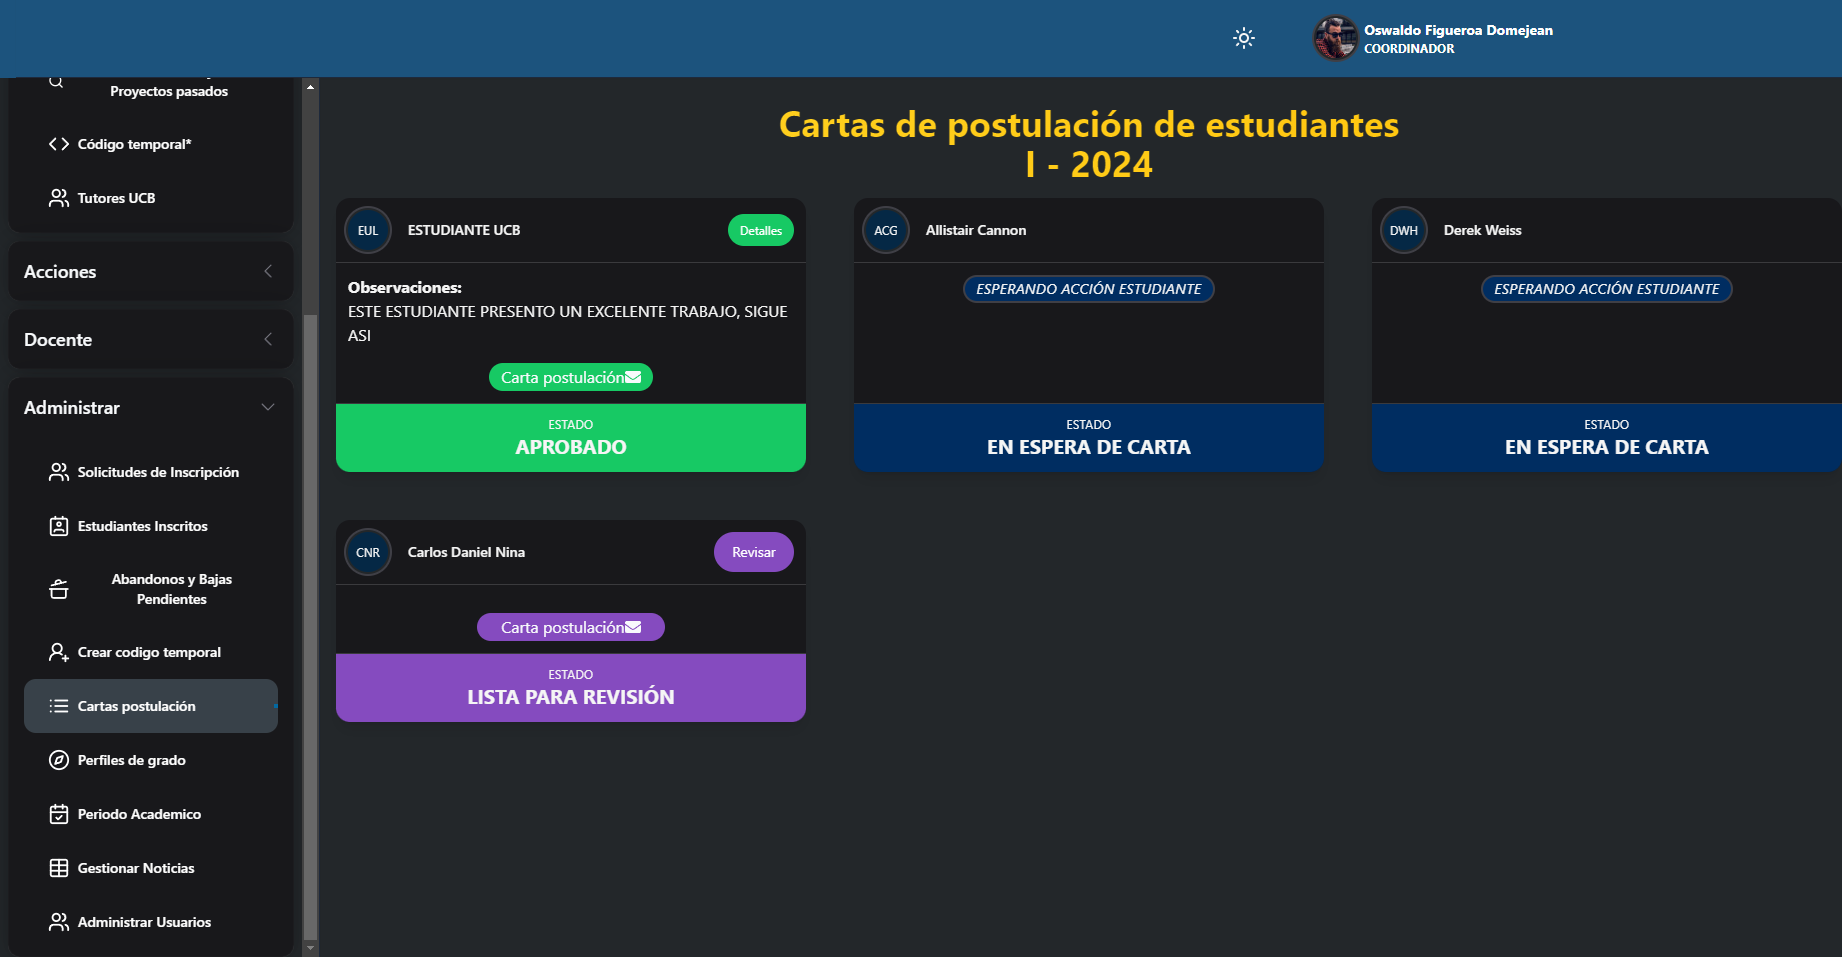 Oswaldo Figueroa Domejean
COORDINADOR
Proyectos pasados
Código temporal*
Tutores UCB
Acciones
Docente
Administrar
Solicitudes de Inscripción
Estudiantes Inscritos
Abandonos y Bajas
Pendientes
Crear codigo temporal
Cartas postulación
Perfiles de grado
Periodo Academico
Gestionar Noticias
Administrar Usuarios
Cartas de postulación de estudiantes
I - 2024
EUL
ESTUDIANTE UCB
Detalles
Observaciones:
ESTE ESTUDIANTE PRESENTO UN EXCELENTE TRABAJO, SIGUE
ASI
Carta postulación
ESTADO
APROBADO
ACG
Allistair Cannon
ESPERANDO ACCIÓN ESTUDIANTE
ESTADO
EN ESPERA DE CARTA
DWH
Derek Weiss
ESPERANDO ACCIÓN ESTUDIANTE
ESTADO
EN ESPERA DE CARTA
CNR
Carlos Daniel Nina
Revisar
Carta postulación
ESTADO
LISTA PARA REVISIÓN